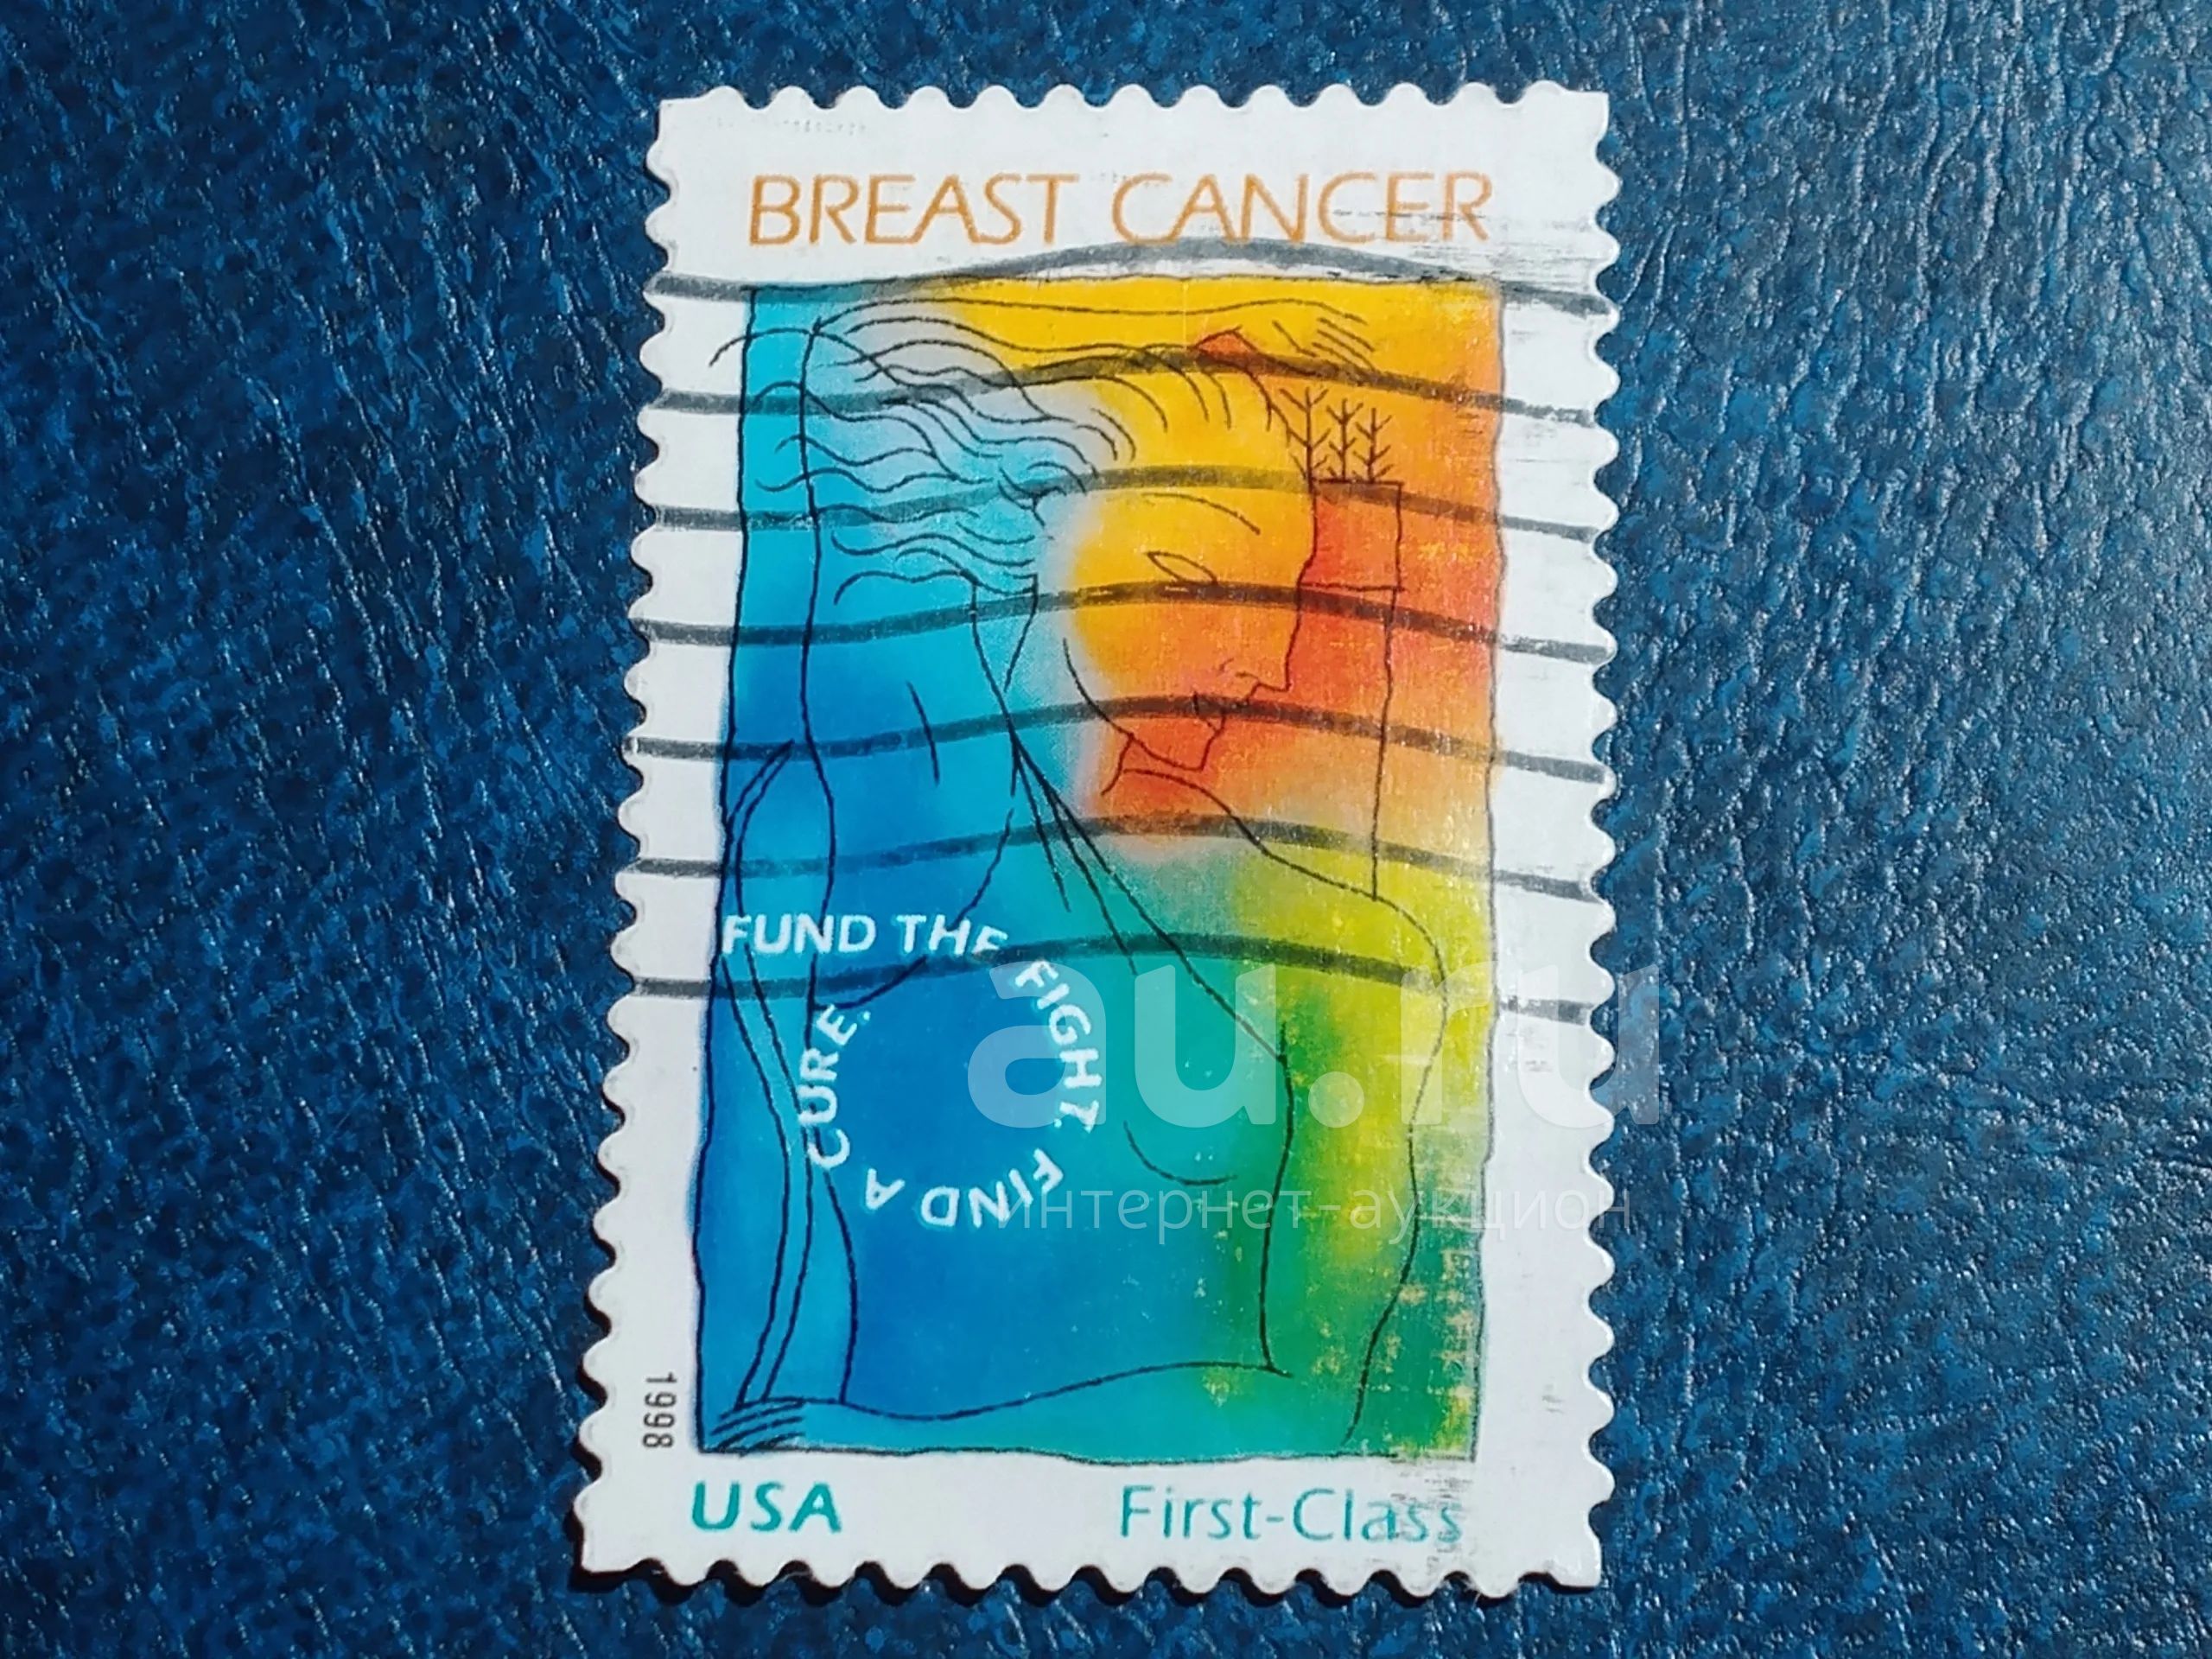 BREAST CANCER
FUND THE FIGHT. FIND A CURE.
au.ru
интернет-аукцион
1998
USA
First-Class